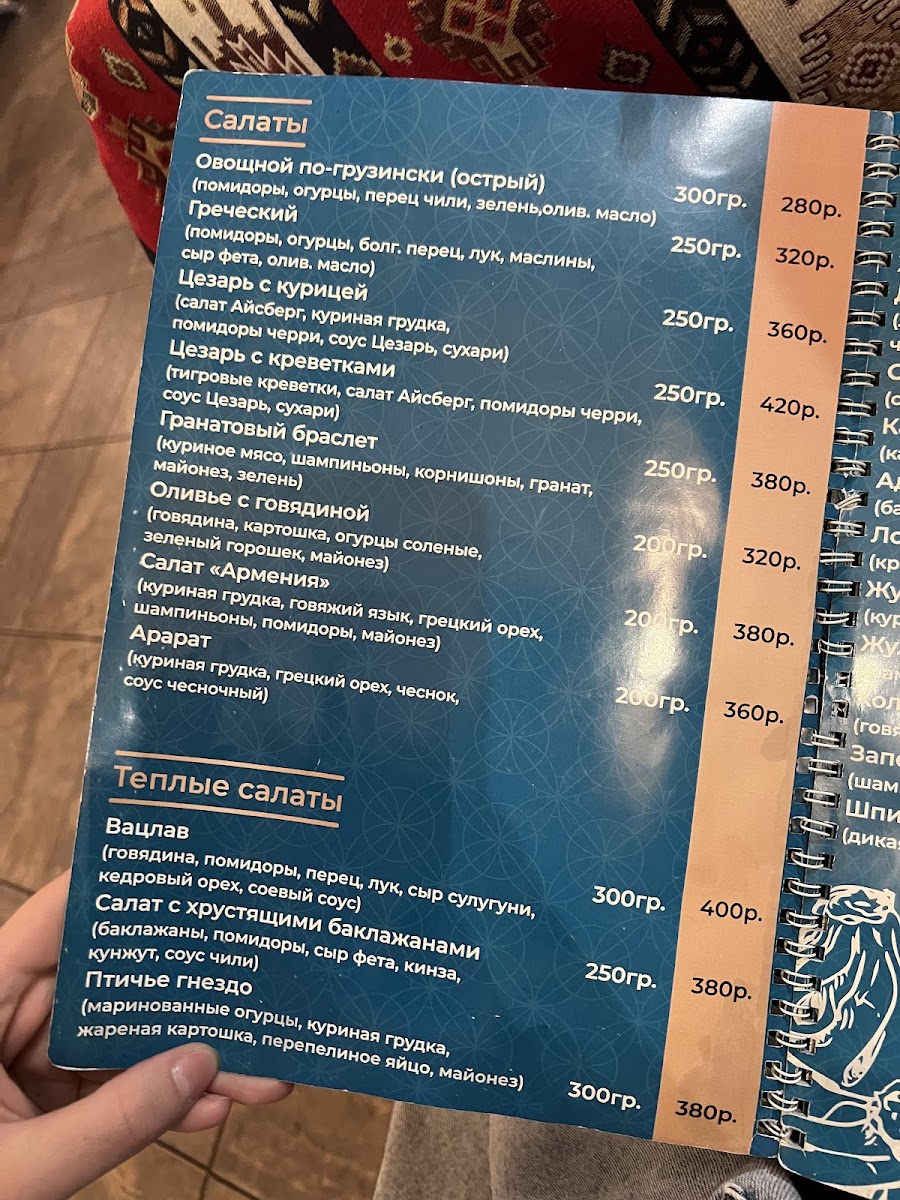 Салаты
Овощной по-грузински (острый)
(помидоры, огурцы, перец чили, зелень,олив. масло) 300гр. 280р.
Греческий
(помидоры, огурцы, болг. перец, лук, маслины, 250гр. 320р.
сыр фета, олив. масло)
Цезарь с курицей
(салат Айсберг, куриная грудка, 250гр. 360р.
помидоры черри, соус Цезарь, сухари)
Цезарь с креветками
(тигровые креветки, салат Айсберг, помидоры черри, 250гр. 420р.
соус Цезарь, сухари)
Гранатовый браслет
(куриное мясо, шампиньоны, корнишоны, гранат, 250гр. 380р.
майонез, зелень)
Оливье с говядиной
(говядина, картошка, огурцы соленые, 200гр. 320р.
зеленый горошек, майонез)
Салат «Армения»
(куриная грудка, говяжий язык, грецкий орех, 200гр. 380р.
шампиньоны, помидоры, майонез)
Арарат
(куриная грудка, грецкий орех, чеснок, 200гр. 360р.
соус чесночный)
Теплые салаты
Вацлав
(говядина, помидоры, перец, лук, сыр сулугуни, 300гр. 400р.
кедровый орех, соевый соус)
Салат с хрустящими баклажанами
(баклажаны, помидоры, сыр фета, кинза, 250гр. 380р.
кунжут, соус чили)
Птичье гнездо
(маринованные огурцы, куриная грудка,
жареная картошка, перепелиное яйцо, майонез) 300гр. 380р.